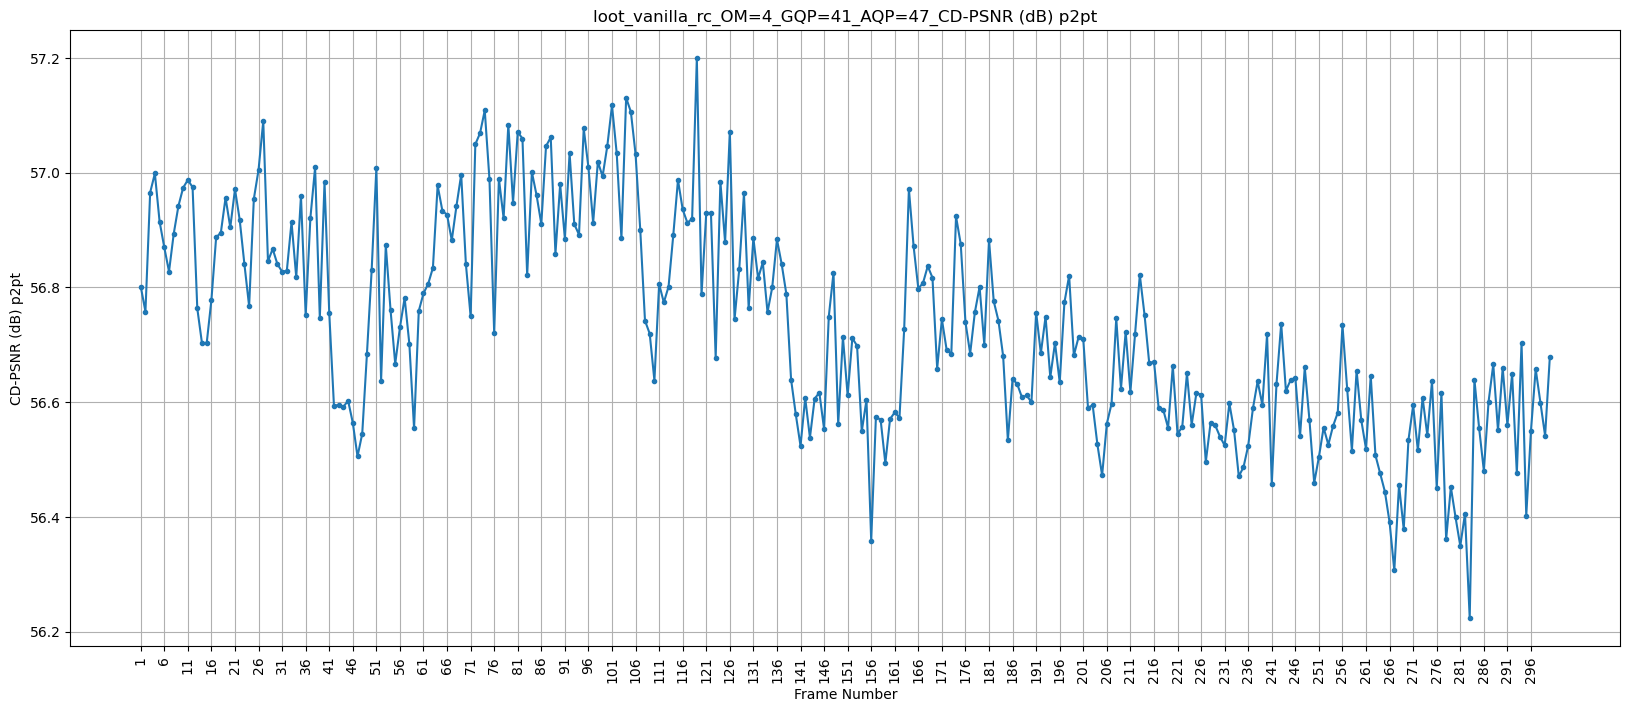 loot_vanilla_rc_OM=4_GQP=41_AQP=47_CD-PSNR (dB) p2pt
CD-PSNR (dB) p2pt
57.2
57.0
56.8
56.6
56.4
56.2
1 6 11 16 21 26 31 36 41 46 51 56 61 66 71 76 81 86 91 96 101 106 111 116 121 126 131 136 141 146 151 156 161 166 171 176 181 186 191 196 201 206 211 216 221 226 231 236 241 246 251 256 261 266 271 276 281 286 291 296
Frame Number